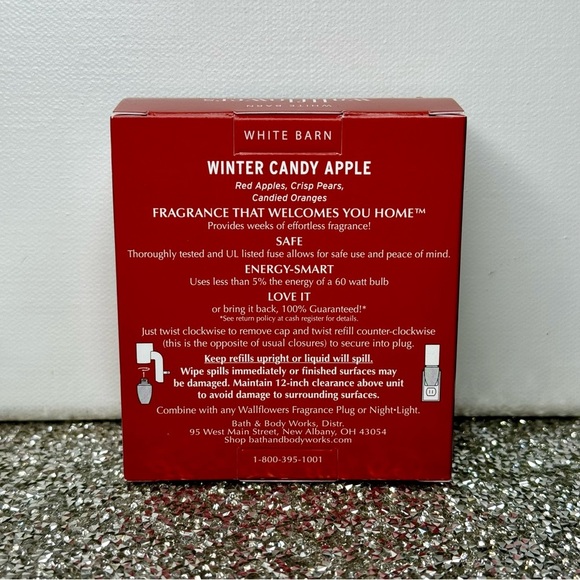 Wallflowers
WHITE BARN
WHITE BARN
WINTER CANDY APPLE
Red Apples, Crisp Pears,
Candied Oranges
FRAGRANCE THAT WELCOMES YOU HOME™
Provides weeks of effortless fragrance!
SAFE
Thoroughly tested and UL listed fuse allows for safe use and peace of mind.
ENERGY-SMART
Uses less than 5% the energy of a 60 watt bulb
LOVE IT
or bring it back, 100% Guaranteed!*
*See return policy at cash register for details.
Just twist clockwise to remove cap and twist refill counter-clockwise
(this is the opposite of usual closures) to secure into plug.
Keep refills upright or liquid will spill.
Wipe spills immediately or finished surfaces may
be damaged. Maintain 12-inch clearance above unit
to avoid damage to surrounding surfaces.
Combine with any Wallflowers Fragrance Plug or Night•Light.
Bath & Body Works, Distr.
95 West Main Street, New Albany, OH 43054
Shop bathandbodyworks.com
1-800-395-1001